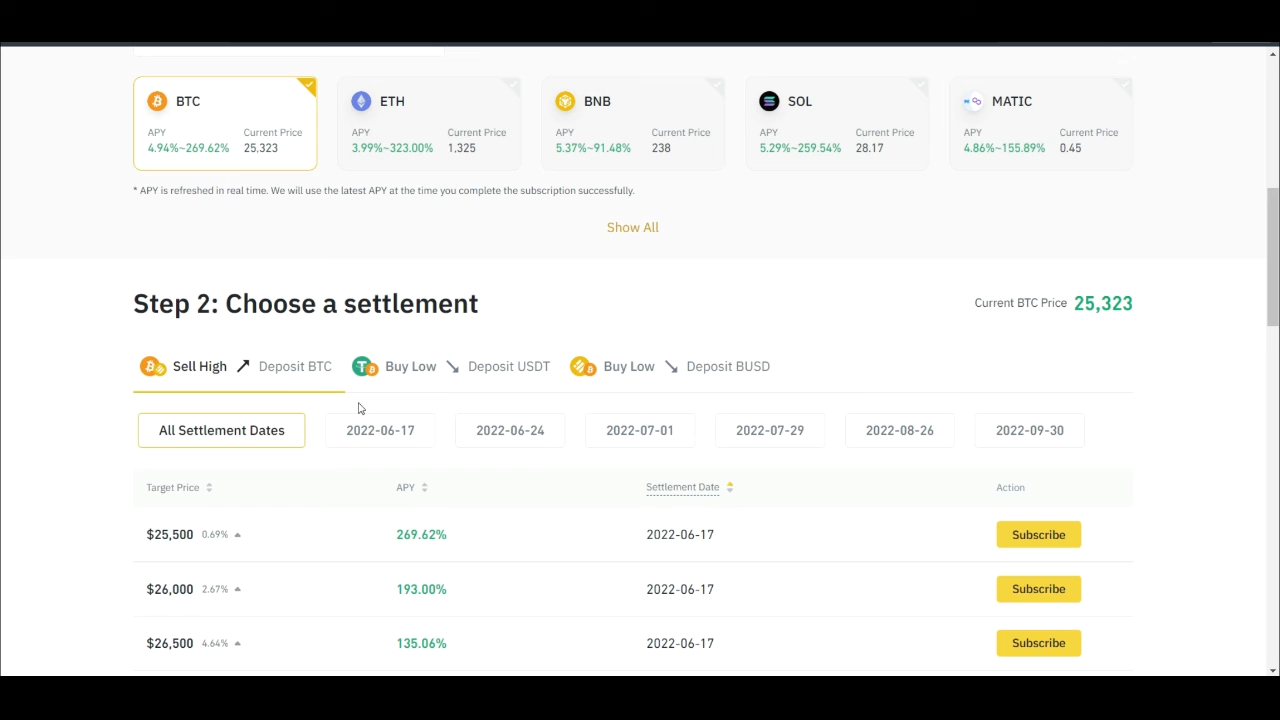 BTC ETH BNB SOL MATIC
APY Current Price APY Current Price APY Current Price APY Current Price APY Current Price
4.94%~269.62% 25,323 3.99%~323.00% 1,325 5.37%~91.48% 238 5.29%~259.54% 28.17 4.86%~155.89% 0.45
* APY is refreshed in real time. We will use the latest APY at the time you complete the subscription successfully.
Show All
Step 2: Choose a settlement Current BTC Price 25,323
Sell High Deposit BTC Buy Low Deposit USDT Buy Low Deposit BUSD
All Settlement Dates 2022-06-17 2022-06-24 2022-07-01 2022-07-29 2022-08-26 2022-09-30
Target Price APY Settlement Date Action
$25,500 0.69% 269.62% 2022-06-17 Subscribe
$26,000 2.67% 193.00% 2022-06-17 Subscribe
$26,500 4.64% 135.06% 2022-06-17 Subscribe